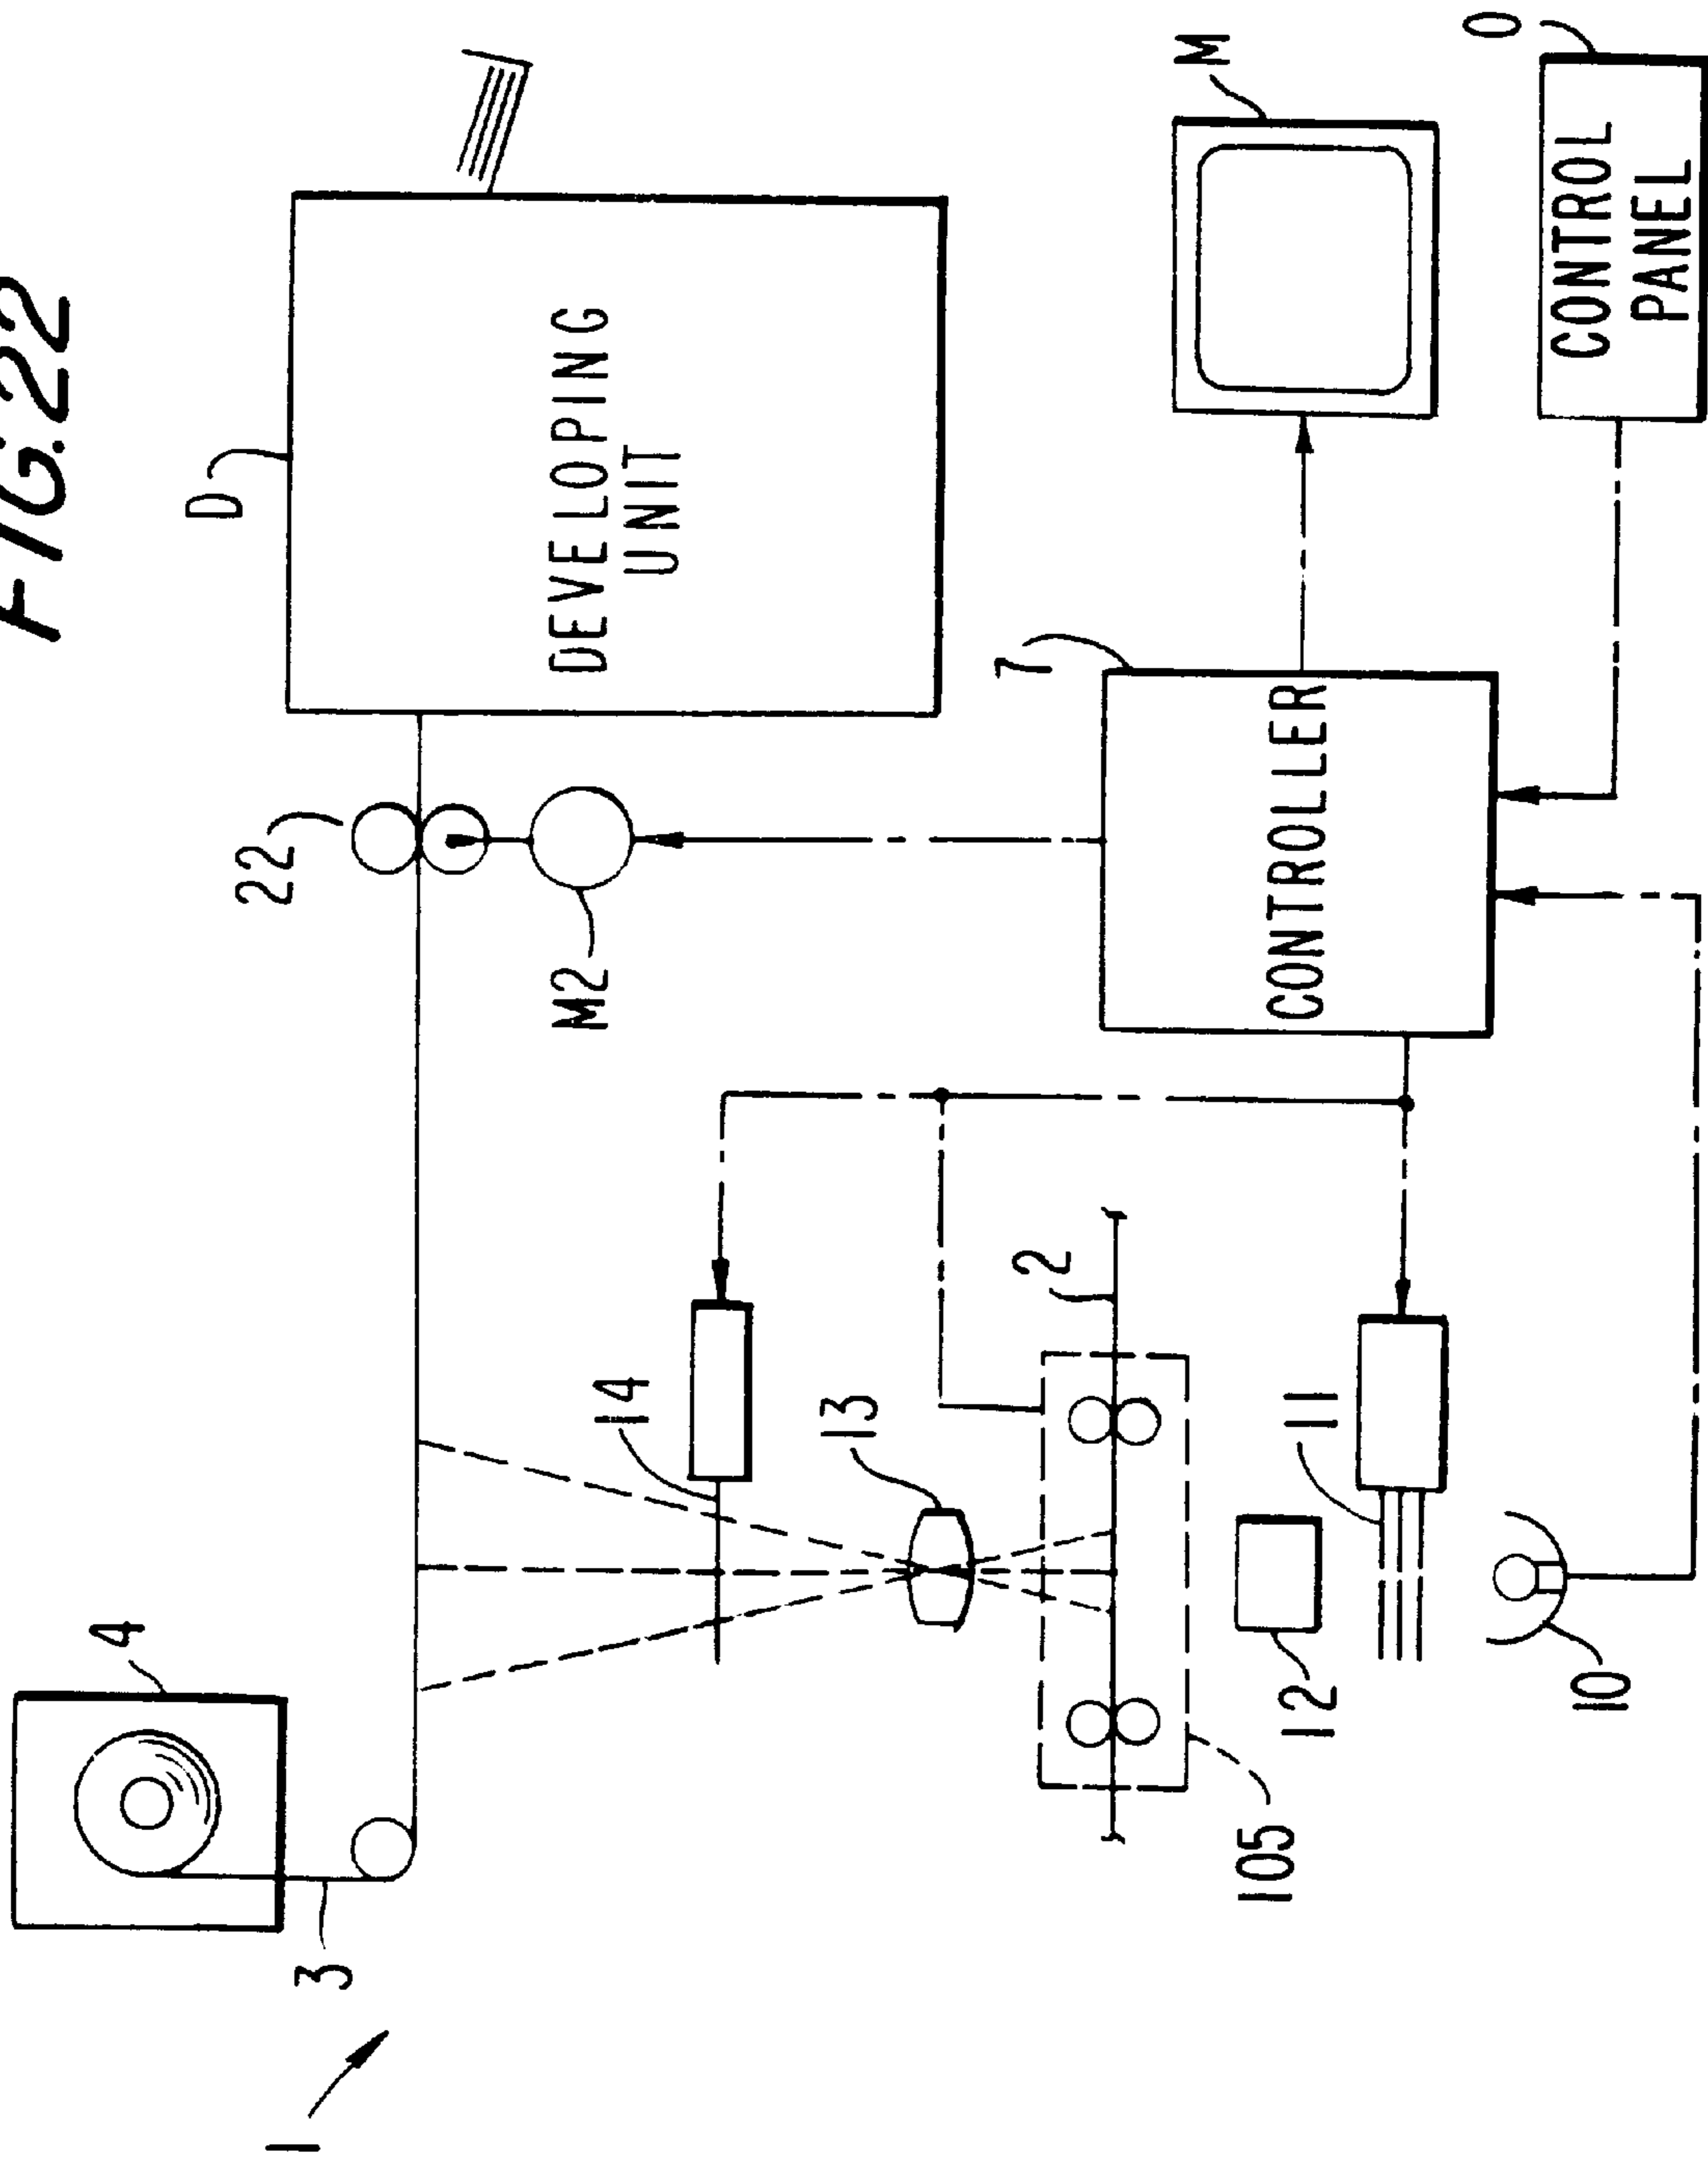 FIG. 22
D
DEVELOPING
UNIT
22
M2
4
3
1
14
13
2
105
12
11
10
7
CONTROLLER
M
O
CONTROL
PANEL